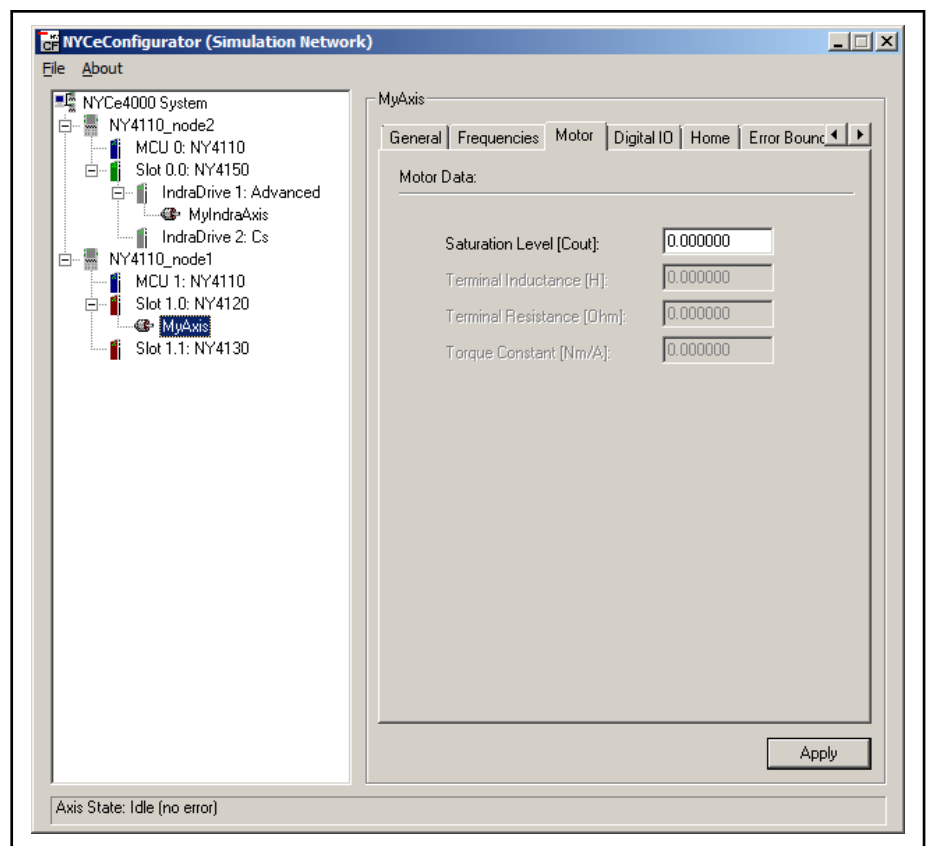 NYCeConfigurator (Simulation Network)
File About
NYCe4000 System
NY4110_node2
MCU 0: NY4110
Slot 0.0: NY4150
IndraDrive 1: Advanced
MyIndraAxis
IndraDrive 2: Cs
NY4110_node1
MCU 1: NY4110
Slot 1.0: NY4120
MyAxis
Slot 1.1: NY4130
MyAxis
General Frequencies Motor Digital IO Home Error Bounc
Motor Data:
Saturation Level [Cout]: 0.000000
Terminal Inductance [H]: 0.000000
Terminal Resistance [Ohm]: 0.000000
Torque Constant [Nm/A]: 0.000000
Apply
Axis State: Idle (no error)